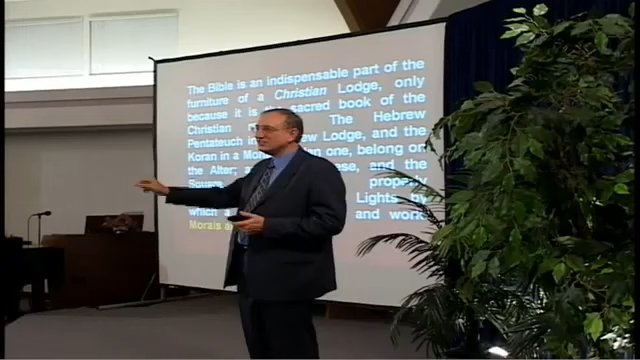 The Bible is an indispensable part of the
furniture of a Christian Lodge, only
because it is the sacred book of the
Christian The Hebrew
Pentateuch in Lodge, and the
Koran in a one, belong on
the Alter; and the
Square properly
Lights by
which a and work
Morals